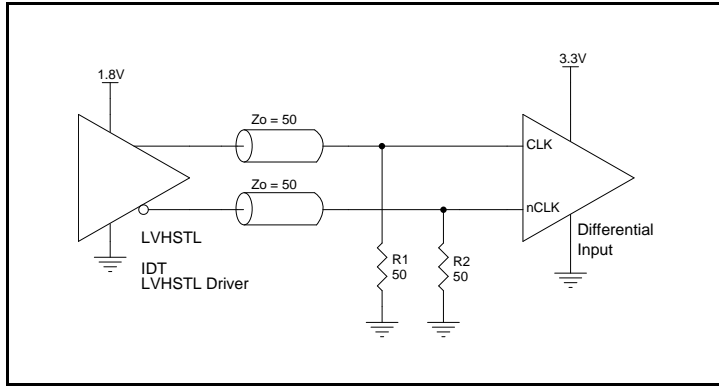 1.8V
3.3V
Zo = 50
CLK
Zo = 50
nCLK
LVHSTL
IDT
LVHSTL Driver
R1
50
R2
50
Differential
Input